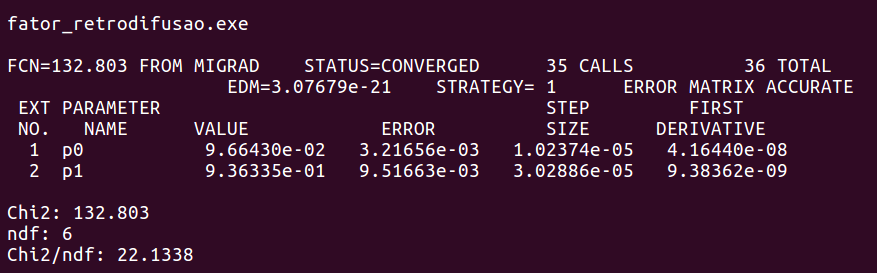 fator_retrodifusao.exe
FCN=132.803 FROM MIGRAD    STATUS=CONVERGED      35 CALLS          36 TOTAL
                    EDM=3.07679e-21    STRATEGY= 1      ERROR MATRIX ACCURATE
 EXT PARAMETER                                   STEP         FIRST
 NO.   NAME      VALUE            ERROR          SIZE      DERIVATIVE
  1  p0           9.66430e-02   3.21656e-03   1.02374e-05   4.16440e-08
  2  p1           9.36335e-01   9.51663e-03   3.02886e-05   9.38362e-09
Chi2: 132.803
ndf: 6
Chi2/ndf: 22.1338